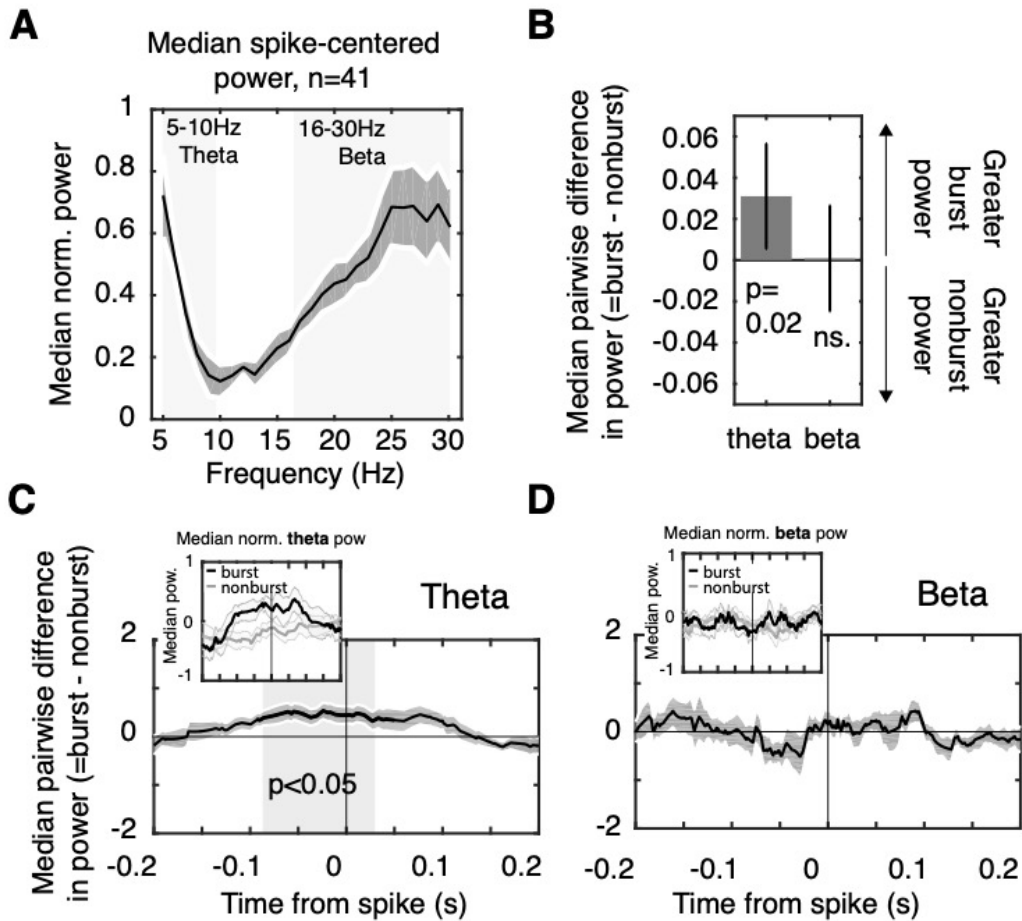 A
Median spike-centered
power, n=41
Median norm. power
1
0.8
0.6
0.4
0.2
0
5-10Hz
Theta
16-30Hz
Beta
5 10 15 20 25 30
Frequency (Hz)
B
Median pairwise difference
in power (=burst - nonburst)
0.06
0.04
0.02
0
-0.02
-0.04
-0.06
p=
0.02
ns.
theta beta
Greater
burst
power
Greater
nonburst
power
C
Median norm. theta pow
Median pow.
1
0
-1
burst
nonburst
Theta
Median pairwise difference
in power (=burst - nonburst)
2
0
-2
p<0.05
-0.2 -0.1 0 0.1 0.2
Time from spike (s)
D
Median norm. beta pow
Median pow.
1
0
-1
burst
nonburst
Beta
2
0
-2
-0.2 -0.1 0 0.1 0.2
Time from spike (s)